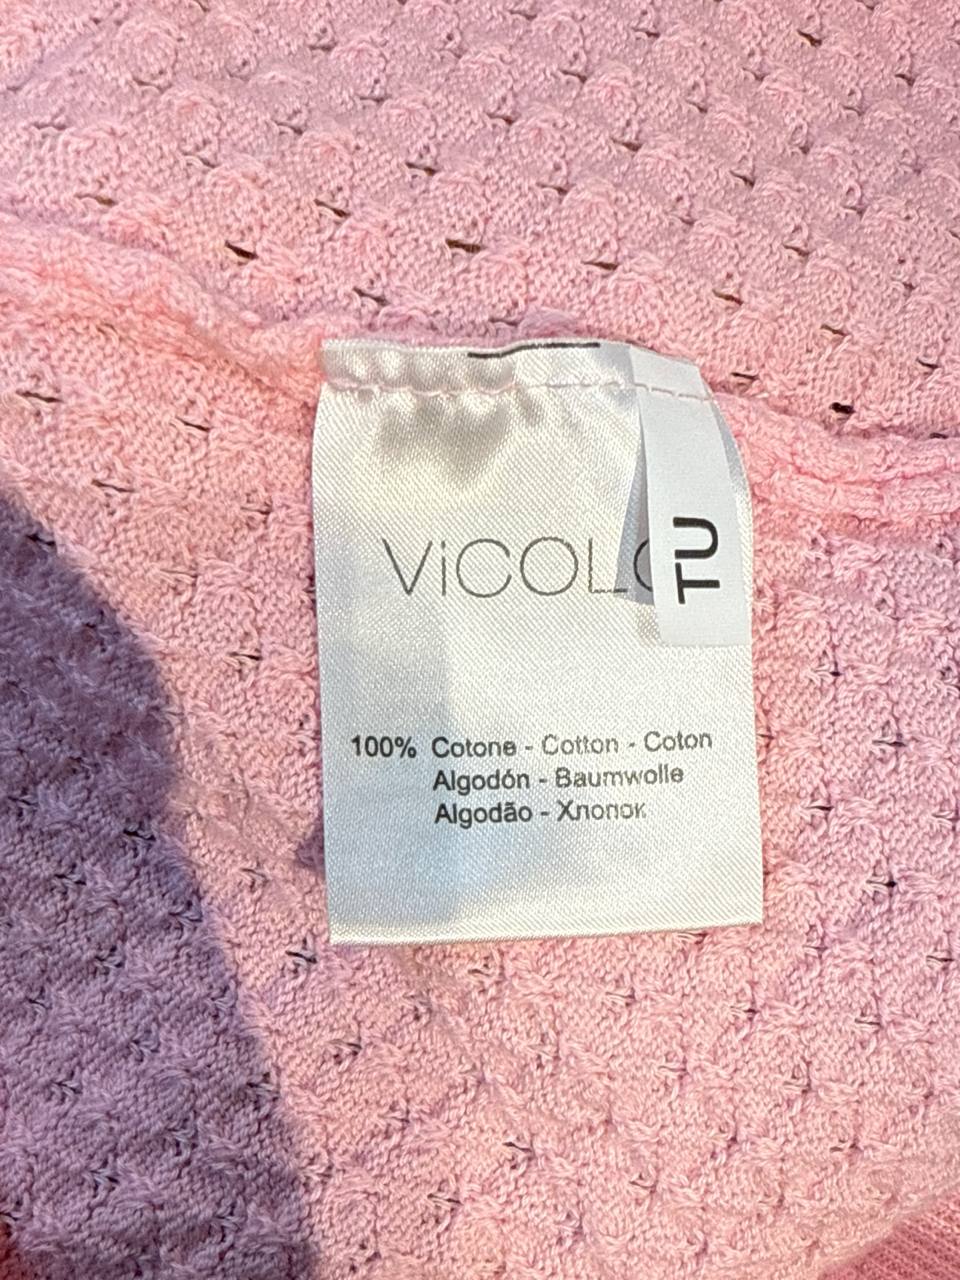 ViCOLO
TU
100% Cotone - Cotton - Coton
Algodón - Baumwolle
Algodão - Хлопок